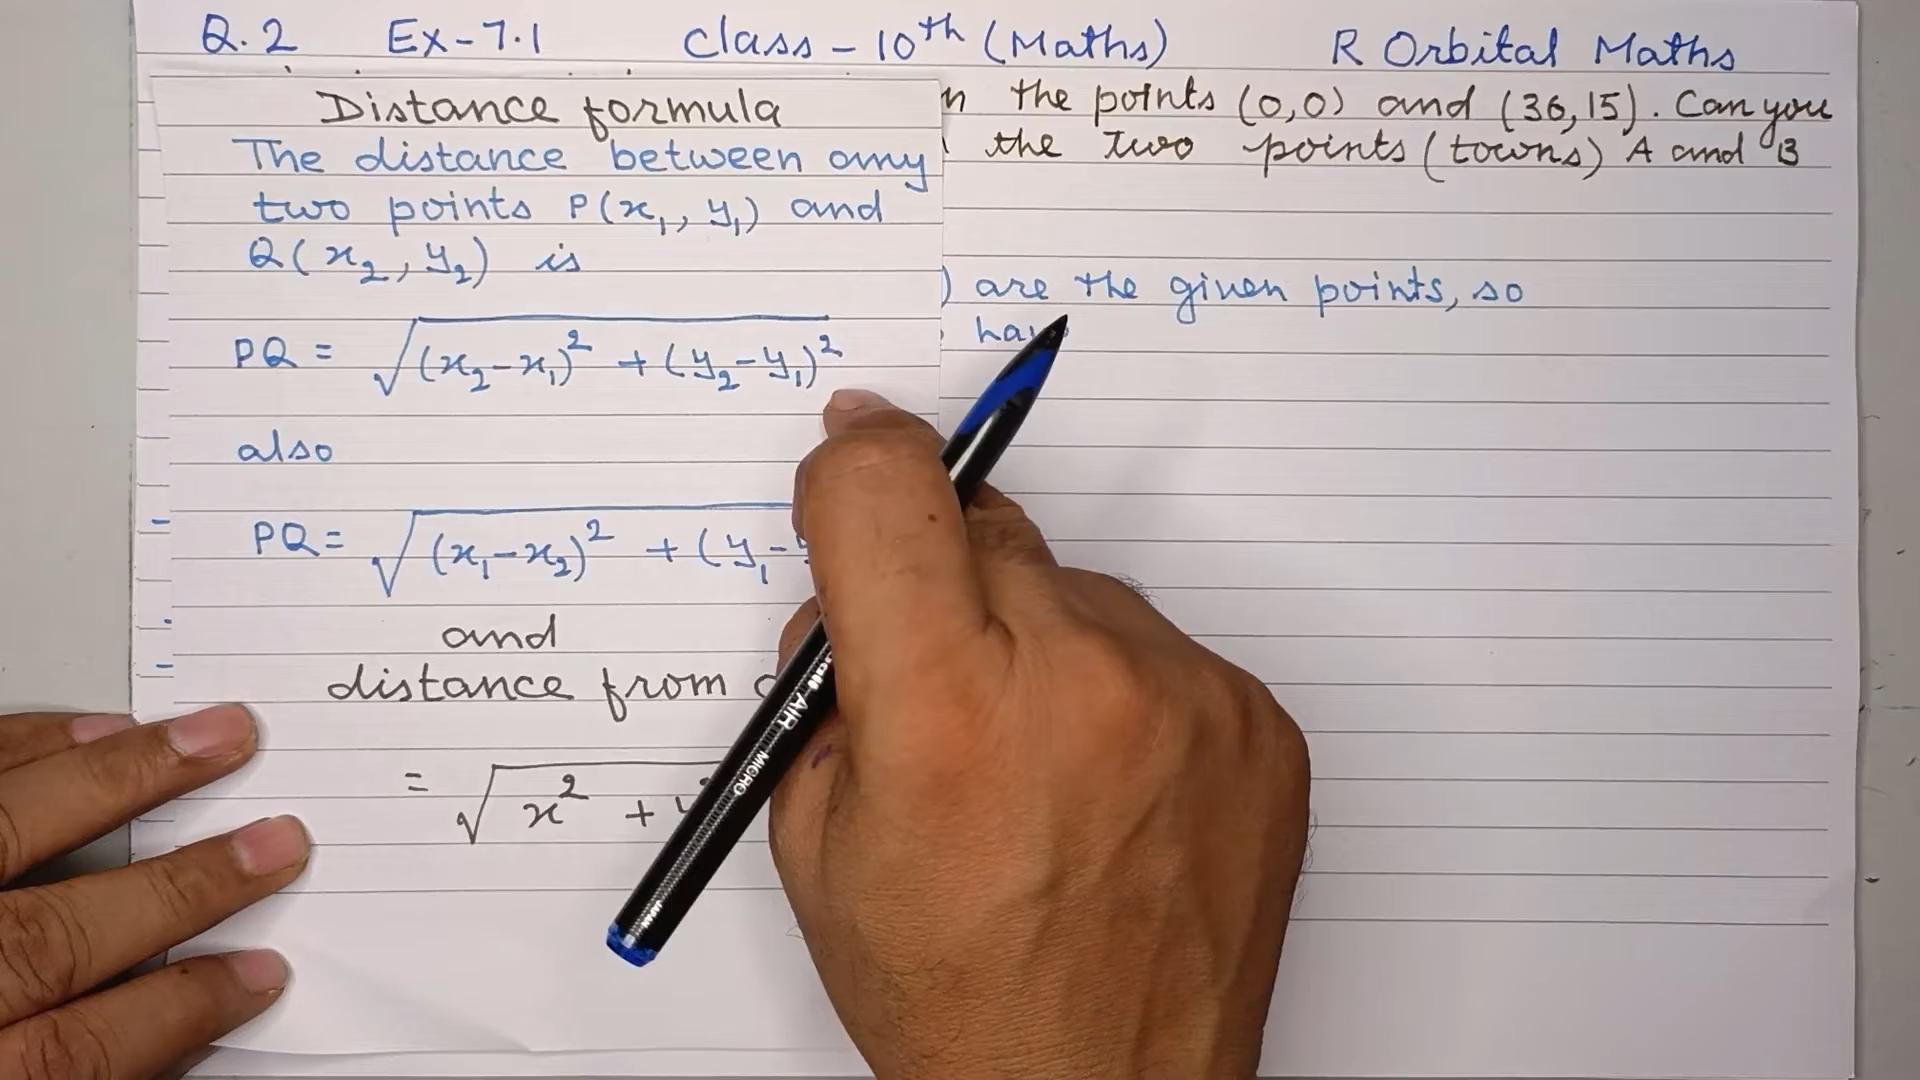 Q.2 Ex-7.1 Class-10th (Maths) R Orbital Maths
the points (0,0) and (36,15). Can you
the two points (towns) A and B
Distance formula
The distance between any
two points P(x₁, y₁) and
Q(x₂, y₂) is
PQ = √(x₂-x₁)² + (y₂-y₁)²
also
PQ = √(x₁-x₂)² + (y₁-
and
distance from
= √x² +
) are the given points, so